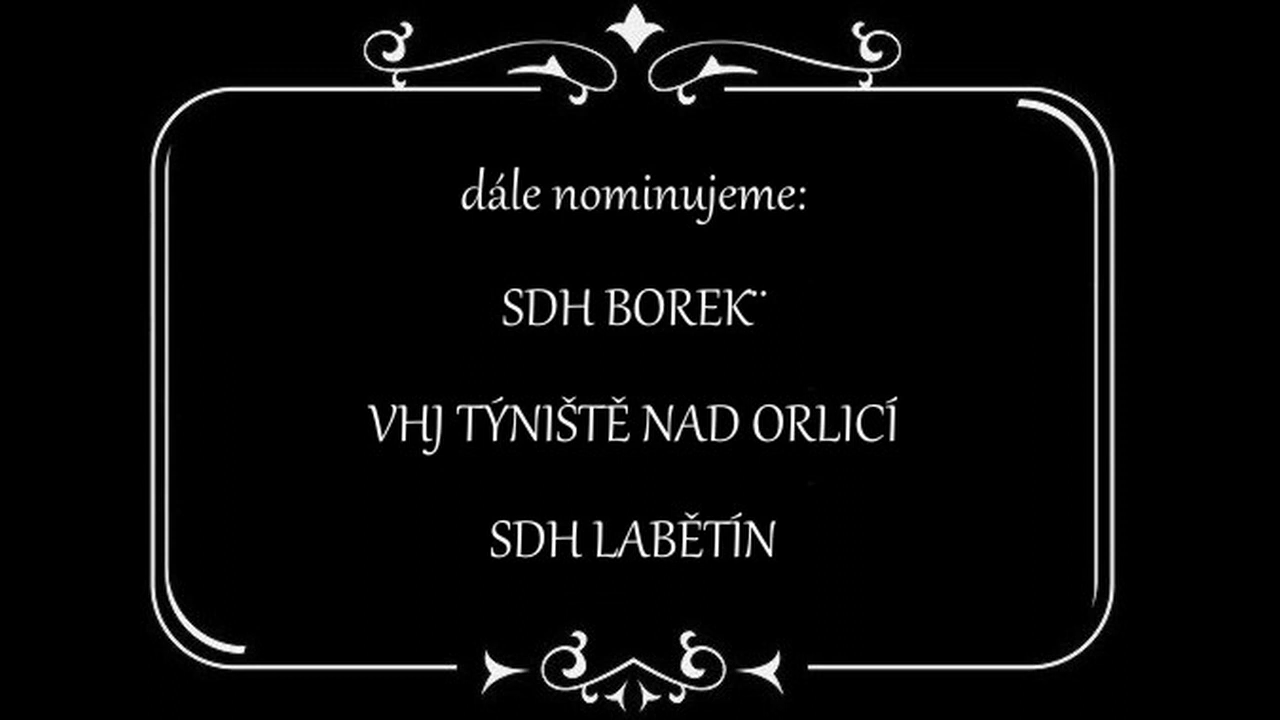 dále nominujeme:
SDH BOREK¨
VHJ TÝNIŠTĚ NAD ORLICÍ
SDH LABĚTÍN